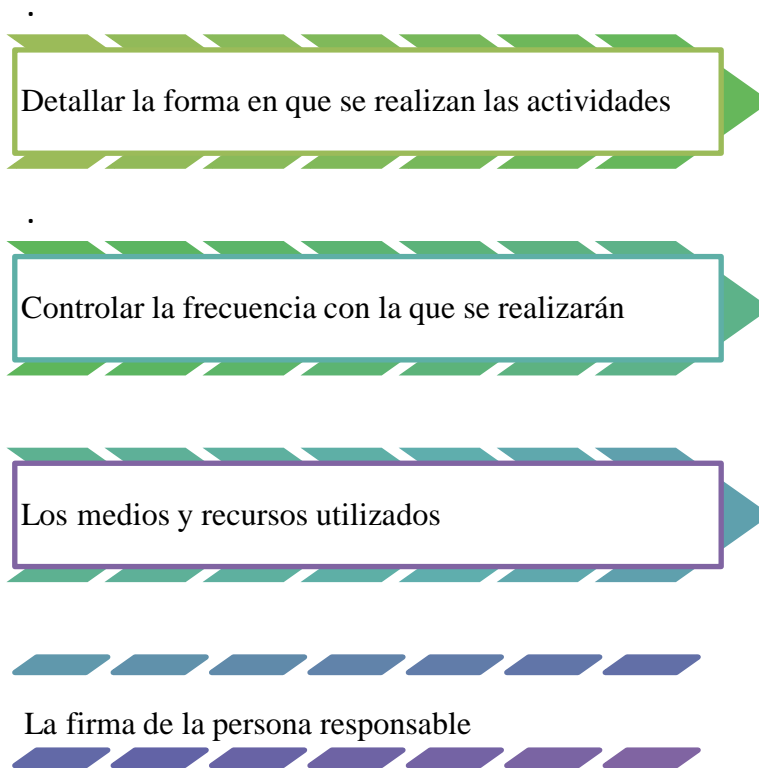 .
Detallar la forma en que se realizan las actividades
.
Controlar la frecuencia con la que se realizarán
Los medios y recursos utilizados
La firma de la persona responsable